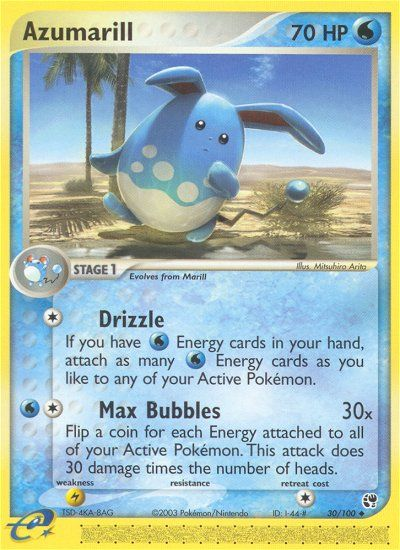 Azumarill 70 HP
STAGE 1
Evolves from Marill
Illus. Mitsuhiro Arita
Drizzle
If you have Energy cards in your hand,
attach as many Energy cards as you
like to any of your Active Pokémon.
Max Bubbles 30x
Flip a coin for each Energy attached to all
of your Active Pokémon. This attack does
30 damage times the number of heads.
weakness resistance retreat cost
TSD-4KA-8AG ©2003 Pokémon/Nintendo ID: I-44-# 30/100
e